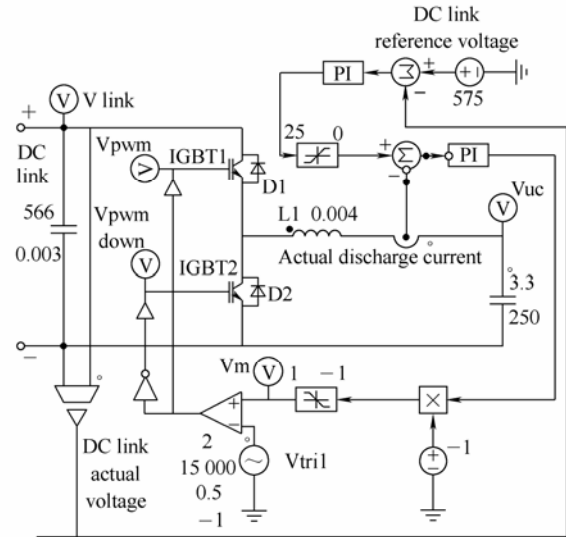 DC link
reference voltage
PI
Σ
+
-
+ -
575
V
V link
+
DC
link
566
0.003
-
Vpwm
V
IGBT1
D1
25
0
+
Σ
-
PI
Vuc
V
L1 0.004
Actual discharge current
Vpwm
down
V
IGBT2
D2
3.3
250
Vm
V
1
-1
×
+
-
2
15 000
0.5
-1
Vtri1
+
-
-1
DC link
actual
voltage